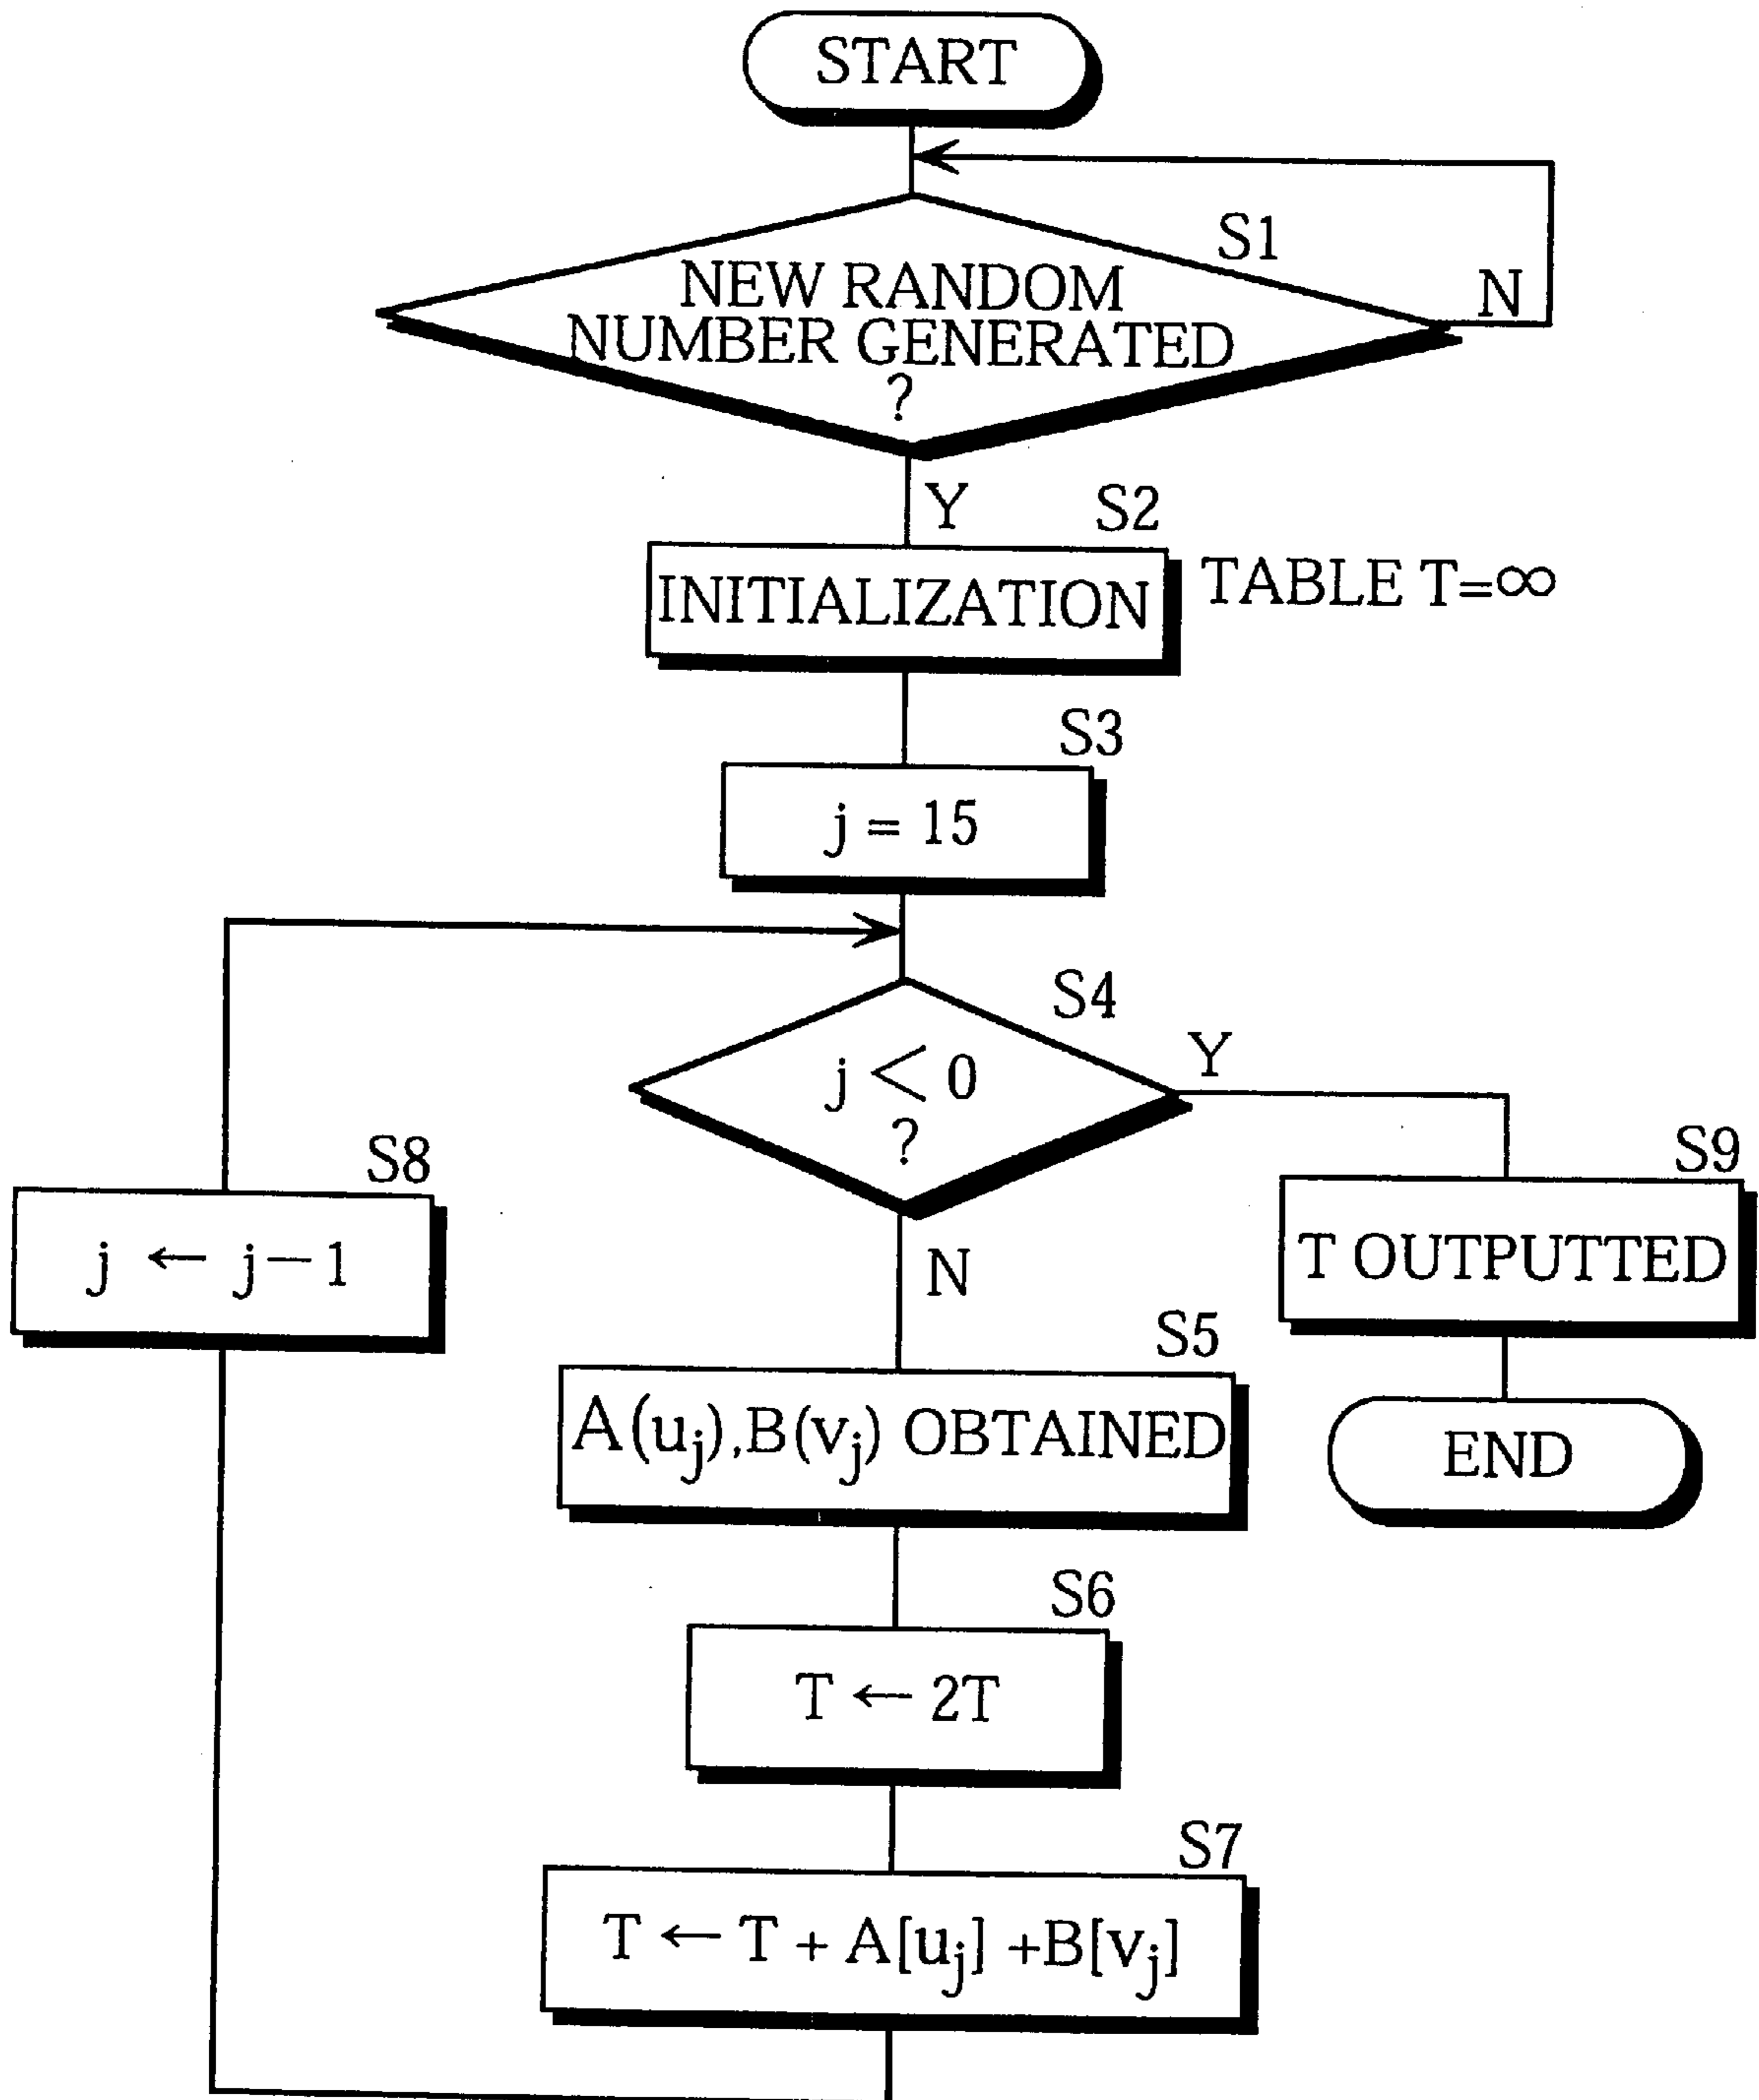 START
S1
NEW RANDOM
NUMBER GENERATED
?
N
Y
S2
INITIALIZATION
TABLE T=∞
S3
j = 15
S4
j < 0
?
Y
N
S8
j ← j−1
S9
T OUTPUTTED
END
S5
A(uj),B(vj) OBTAINED
S6
T ← 2T
S7
T ← T + A[uj] +B[vj]